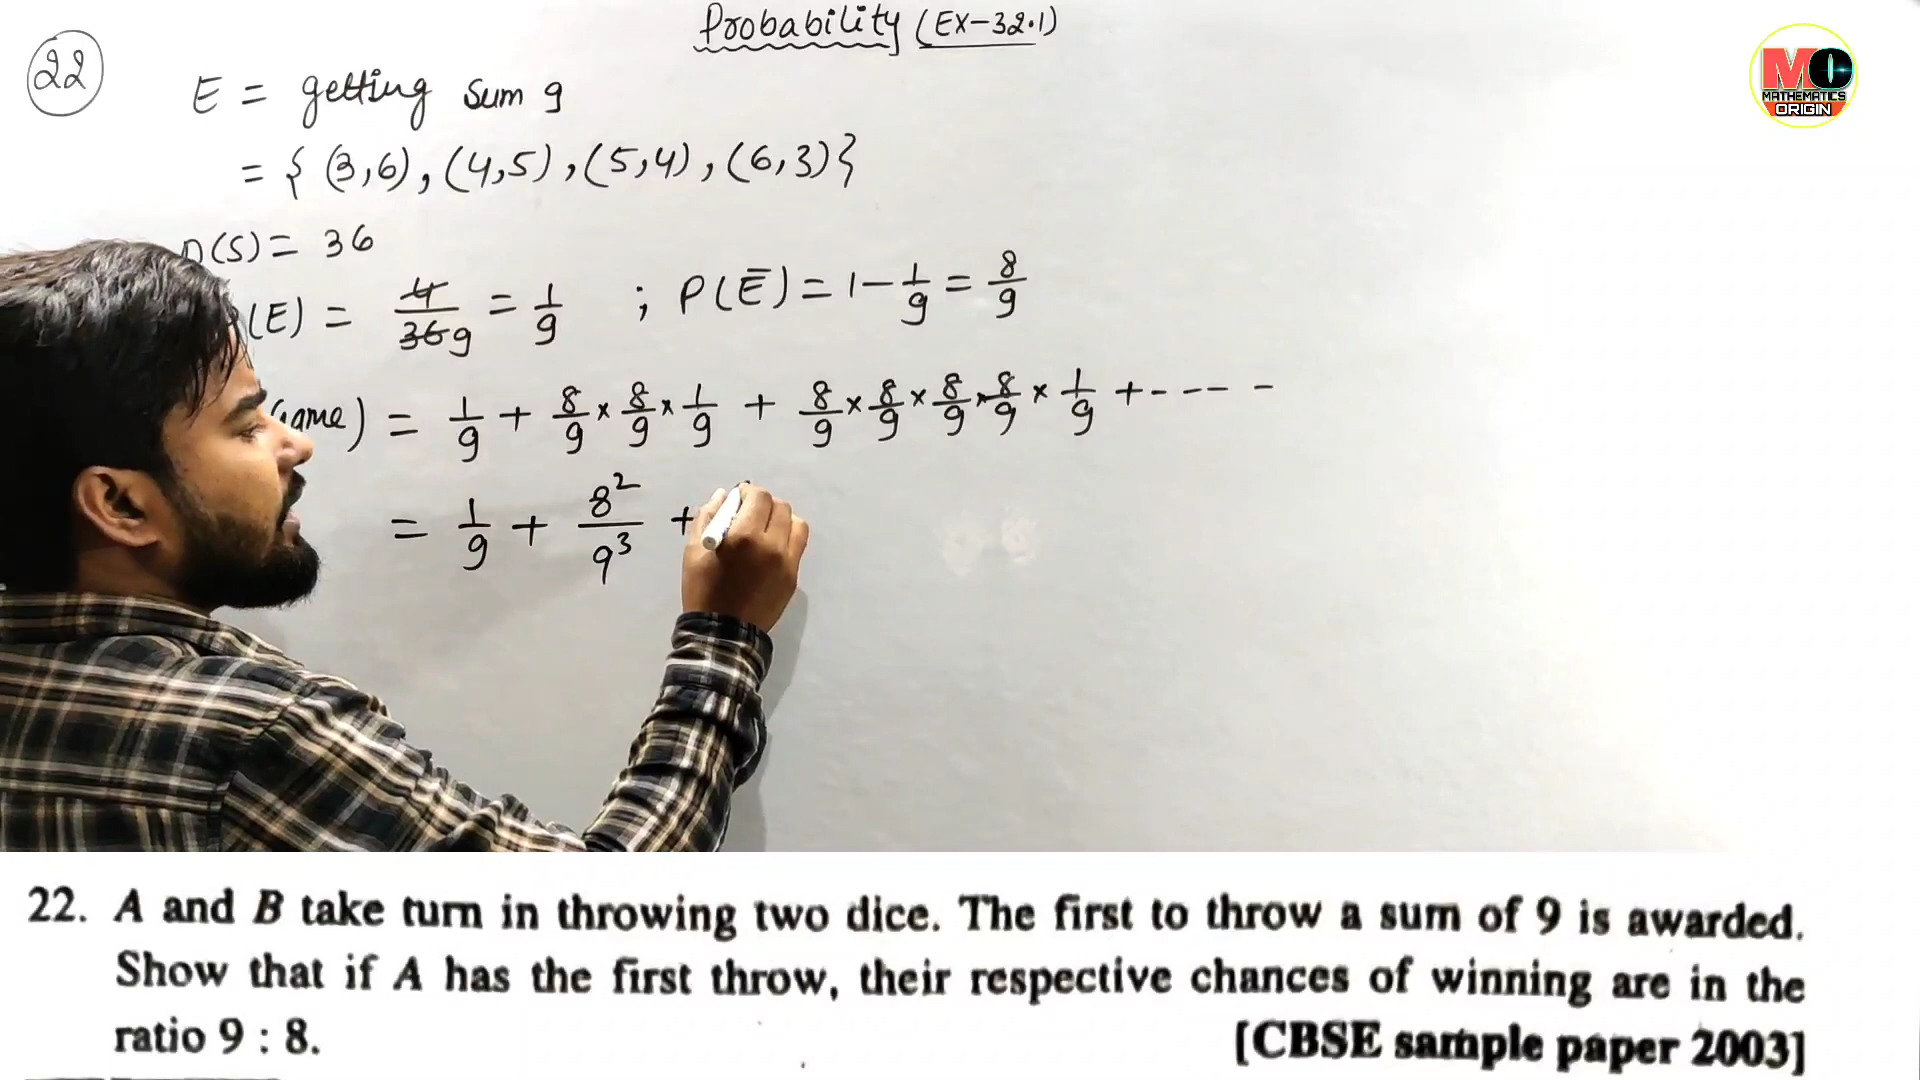 Probability (EX-32.1)
MO
MATHEMATICS
ORIGIN
22
E = getting sum 9
= { (3,6), (4,5), (5,4), (6,3)}
n(S) = 36
(E) = 4/36 9 = 1/9 ; P(Ē) = 1 - 1/9 = 8/9
game) = 1/9 + 8/9 × 8/9 × 1/9 + 8/9 × 8/9 × 8/9 × 8/9 × 1/9 + - - - -
= 1/9 + 8²/9³ +
22. A and B take turn in throwing two dice. The first to throw a sum of 9 is awarded.
Show that if A has the first throw, their respective chances of winning are in the
ratio 9 : 8. [CBSE sample paper 2003]